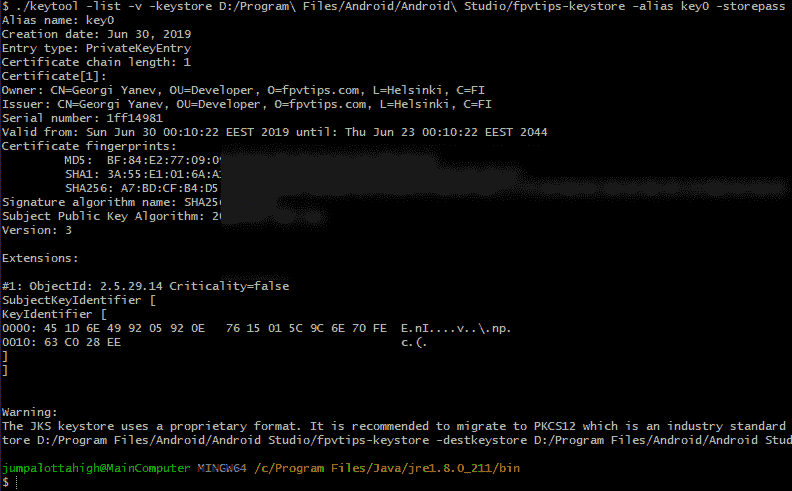 $ ./keytool -list -v -keystore D:/Program\ Files/Android/Android\ Studio/fpvtips-keystore -alias key0 -storepass
Alias name: key0
Creation date: Jun 30, 2019
Entry type: PrivateKeyEntry
Certificate chain length: 1
Certificate[1]:
Owner: CN=Georgi Yanev, OU=Developer, O=fpvtips.com, L=Helsinki, C=FI
Issuer: CN=Georgi Yanev, OU=Developer, O=fpvtips.com, L=Helsinki, C=FI
Serial number: 1ff14981
Valid from: Sun Jun 30 00:10:22 EEST 2019 until: Thu Jun 23 00:10:22 EEST 2044
Certificate fingerprints:
MD5: BF:84:E2:77:09:09
SHA1: 3A:55:E1:01:6A:A
SHA256: A7:BD:CF:B4:D5
Signature algorithm name: SHA256
Subject Public Key Algorithm: 20
Version: 3
Extensions:
#1: ObjectId: 2.5.29.14 Criticality=false
SubjectKeyIdentifier [
KeyIdentifier [
0000: 45 1D 6E 49 92 05 92 0E 76 15 01 5C 9C 6E 70 FE E.nI....v..\.np.
0010: 63 C0 28 EE c.(.
]
]
Warning:
The JKS keystore uses a proprietary format. It is recommended to migrate to PKCS12 which is an industry standard
tore D:/Program Files/Android/Android Studio/fpvtips-keystore -destkeystore D:/Program Files/Android/Android Stud
jumpalottahigh@MainComputer MINGW64 /c/Program Files/Java/jre1.8.0_211/bin
$